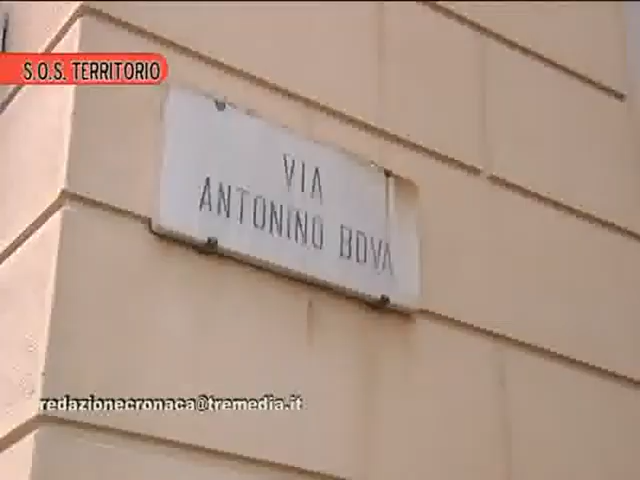 S.O.S. TERRITORIO
VIA
ANTONINO BOVA
redazionecronaca@tremedia.it